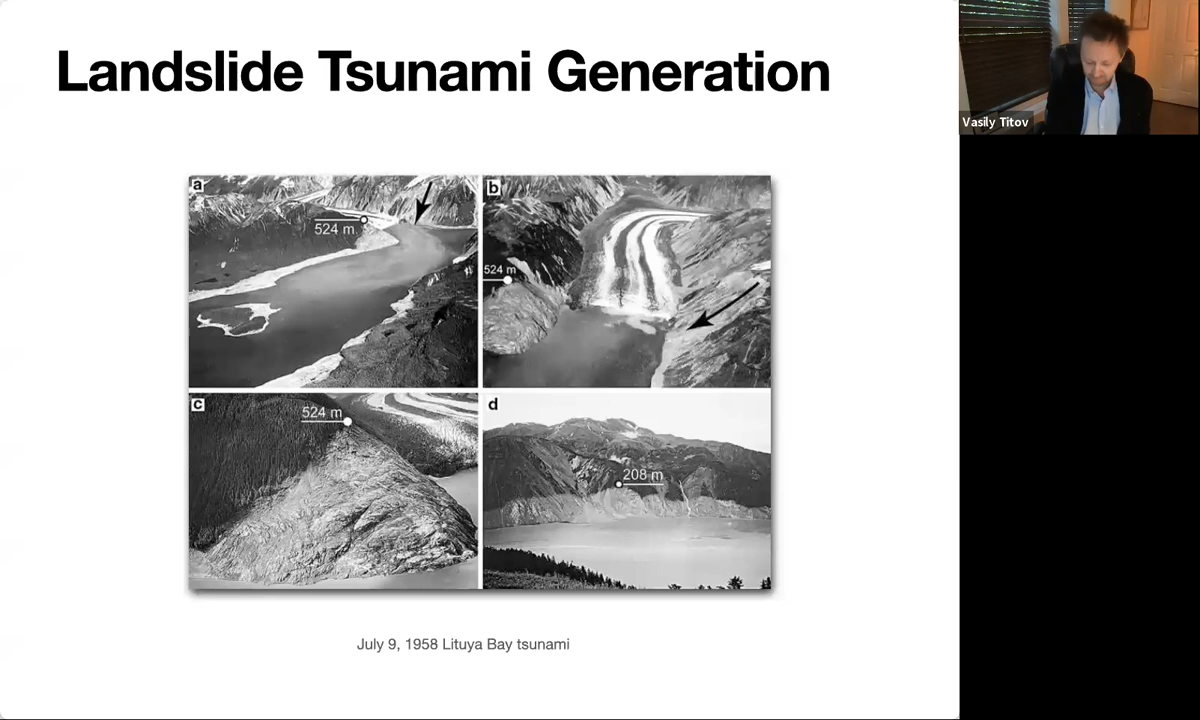 Landslide Tsunami Generation
Vasily Titov
a
524 m
b
524 m
c
524 m
d
208 m
July 9, 1958 Lituya Bay tsunami